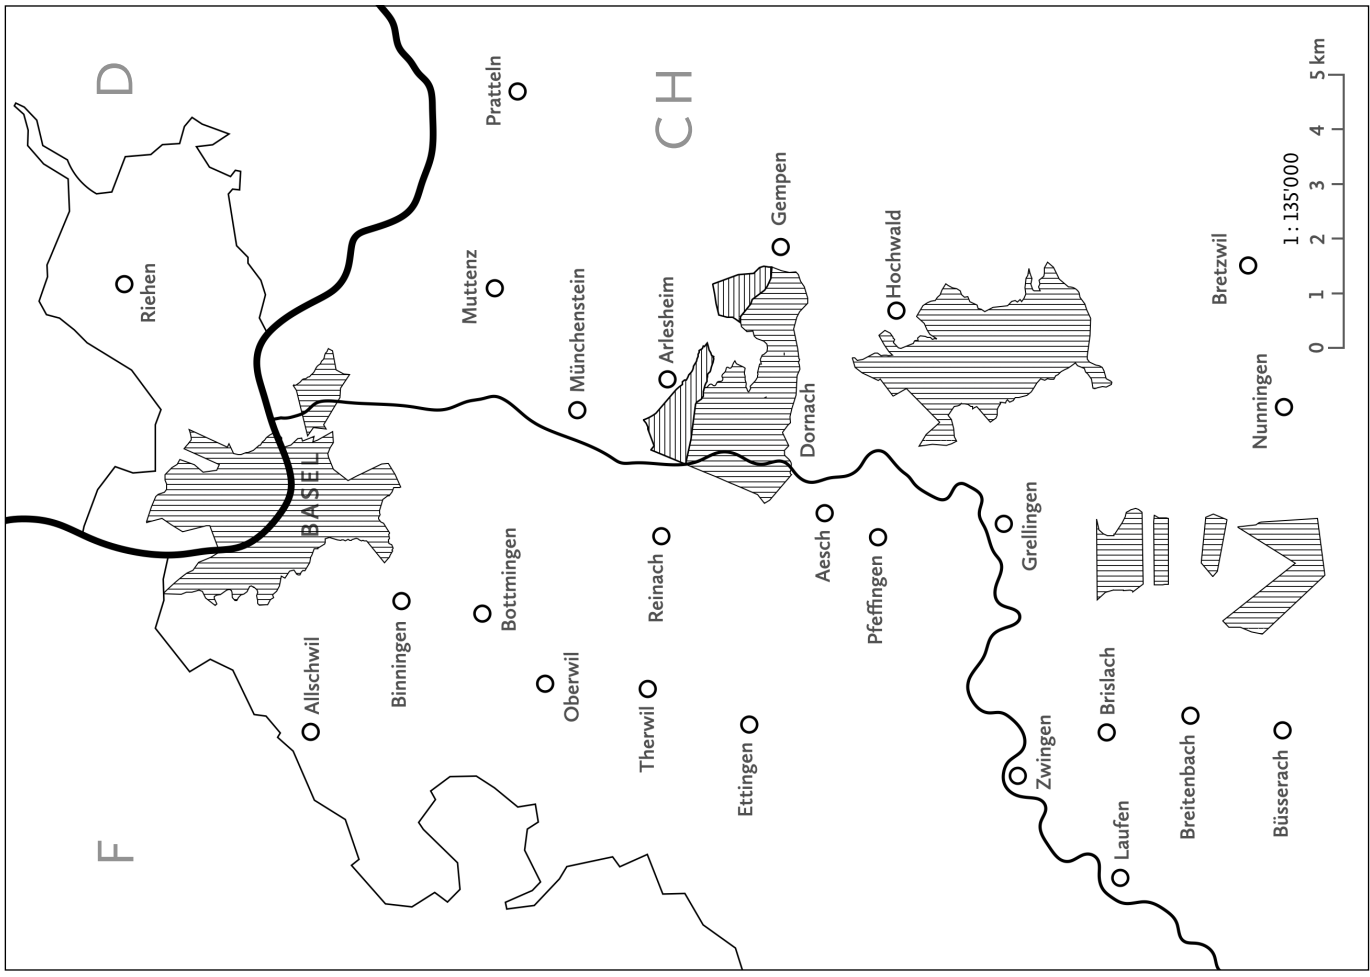 F
D
Riehen
Allschwil
BASEL
Binningen
Muttenz
Pratteln
Bottmingen
Oberwil
Münchenstein
Therwil
Reinach
Arlesheim
CH
Ettingen
Gempen
Dornach
Aesch
Pfeffingen
Hochwald
Grellingen
Zwingen
Brislach
Laufen
Breitenbach
Bretzwil
Nunningen
Büsserach
1 : 135'000
0 1 2 3 4 5 km